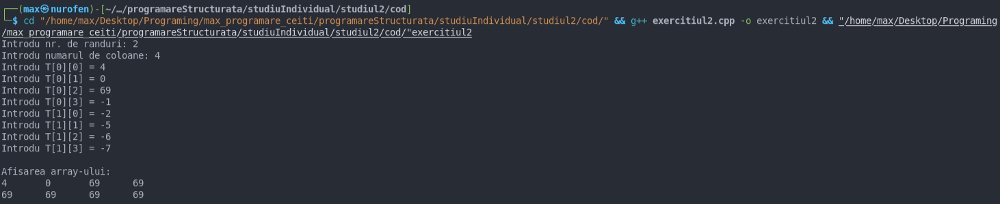 ┌──(max㉿nurofen)-[~/…/programareStructurata/studiuIndividual/studiul2/cod]
└─$ cd "/home/max/Desktop/Programing/max_programare_ceiti/programareStructurata/studiuIndividual/studiul2/cod/" && g++ exercitiul2.cpp -o exercitiul2 && "/home/max/Desktop/Programing
/max_programare_ceiti/programareStructurata/studiuIndividual/studiul2/cod/"exercitiul2
Introdu nr. de randuri: 2
Introdu numarul de coloane: 4
Introdu T[0][0] = 4
Introdu T[0][1] = 0
Introdu T[0][2] = 69
Introdu T[0][3] = -1
Introdu T[1][0] = -2
Introdu T[1][1] = -5
Introdu T[1][2] = -6
Introdu T[1][3] = -7
Afisarea array-ului:
4 0 69 69
69 69 69 69